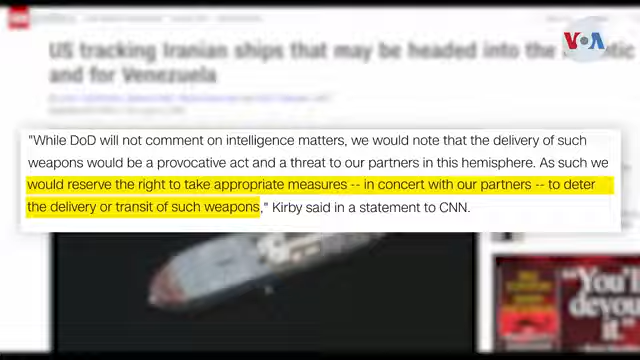 VOA
US tracking Iranian ships that may be headed into the
and for Venezuela
"While DoD will not comment on intelligence matters, we would note that the delivery of such
weapons would be a provocative act and a threat to our partners in this hemisphere. As such we
would reserve the right to take appropriate measures -- in concert with our partners -- to deter
the delivery or transit of such weapons," Kirby said in a statement to CNN.
"You'll
devou
it."